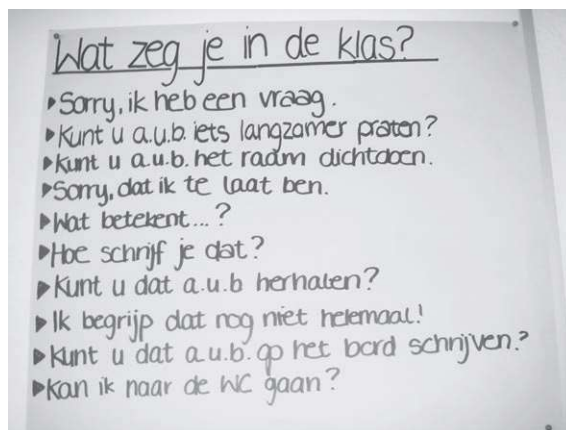 Wat zeg je in de klas?
▸Sorry, ik heb een vraag.
▸Kunt u a.u.b. iets langzamer praten?
▸Kunt u a.u.b. het raam dichtdoen.
▸Sorry, dat ik te laat ben.
▸Wat betekent...?
▸Hoe schrijf je dat?
▸Kunt u dat a.u.b herhalen?
▸Ik begrijp dat nog niet helemaal!
▸Kunt u dat a.u.b. op het bord schrijven?
▸Kan ik naar de WC gaan?